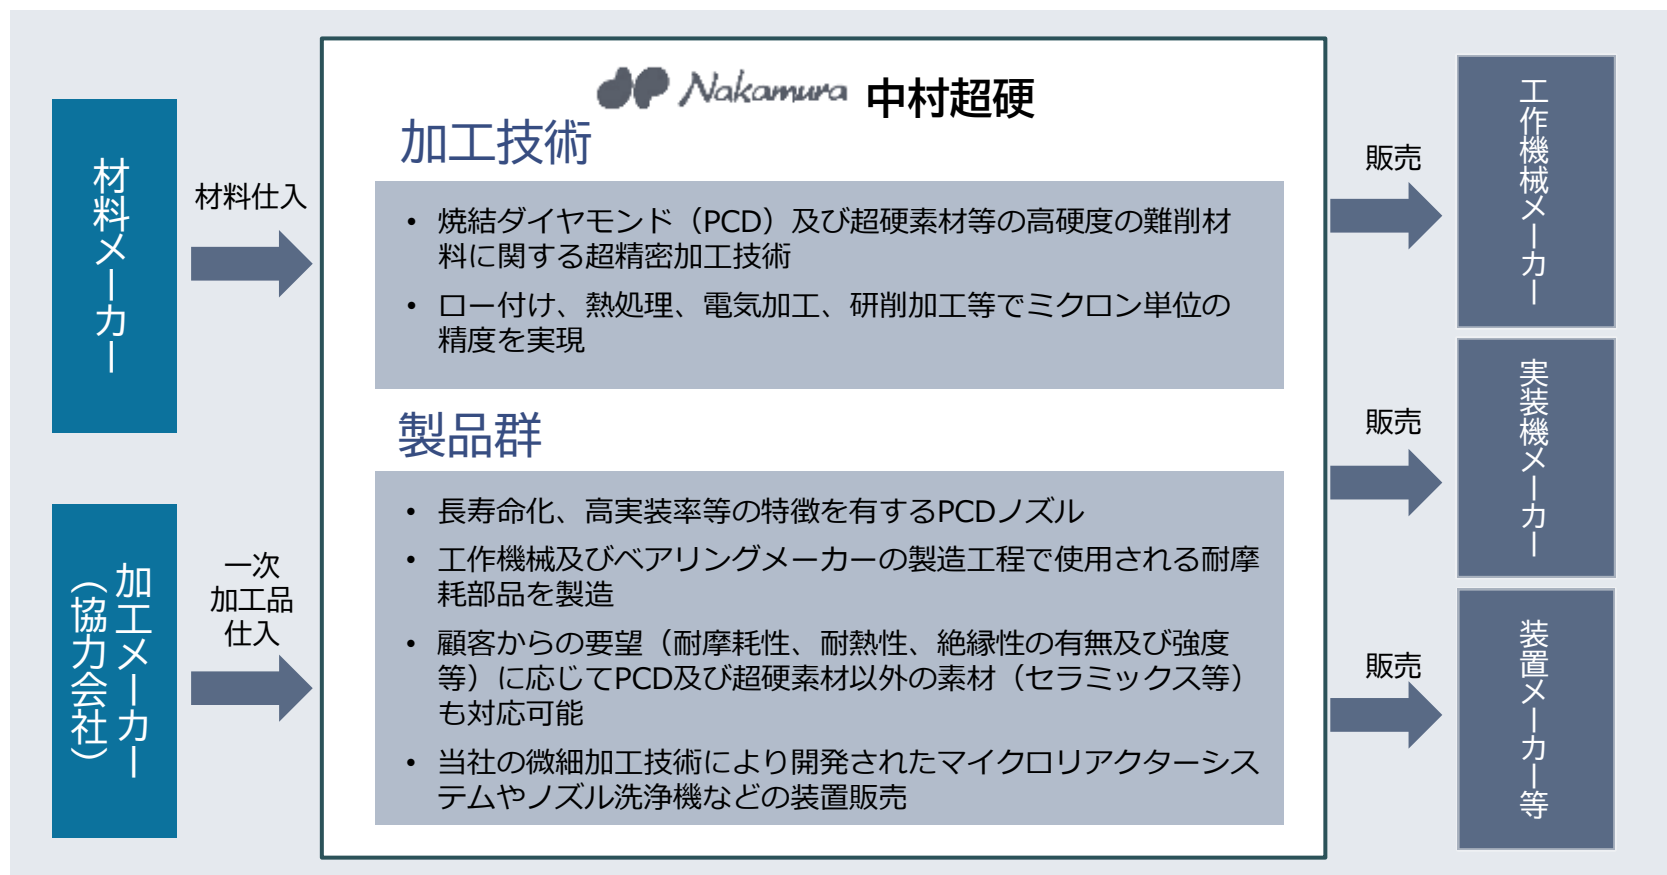 Nakamura 中村超硬
材料メーカー
材料仕入
加工メーカー
（協力会社）
一次
加工品
仕入
加工技術
• 焼結ダイヤモンド（PCD）及び超硬素材等の高硬度の難削材
料に関する超精密加工技術
• ロー付け、熱処理、電気加工、研削加工等でミクロン単位の
精度を実現
製品群
• 長寿命化、高実装率等の特徴を有するPCDノズル
• 工作機械及びベアリングメーカーの製造工程で使用される耐摩
耗部品を製造
• 顧客からの要望（耐摩耗性、耐熱性、絶縁性の有無及び強度
等）に応じてPCD及び超硬素材以外の素材（セラミックス等）
も対応可能
• 当社の微細加工技術により開発されたマイクロリアクターシス
テムやノズル洗浄機などの装置販売
販売
工作機械メーカー
販売
実装機メーカー
販売
装置メーカー等